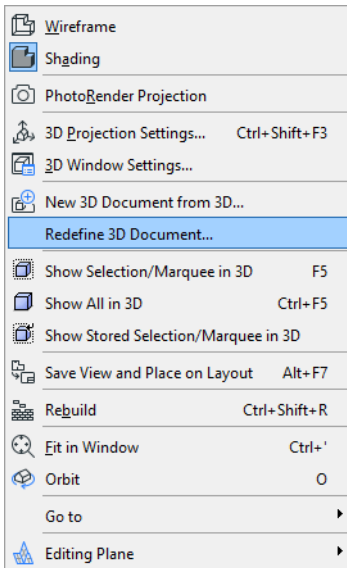 Wireframe
Shading
PhotoRender Projection
3D Projection Settings... Ctrl+Shift+F3
3D Window Settings...
New 3D Document from 3D...
Redefine 3D Document...
Show Selection/Marquee in 3D F5
Show All in 3D Ctrl+F5
Show Stored Selection/Marquee in 3D
Save View and Place on Layout Alt+F7
Rebuild Ctrl+Shift+R
Fit in Window Ctrl+'
Orbit O
Go to
Editing Plane